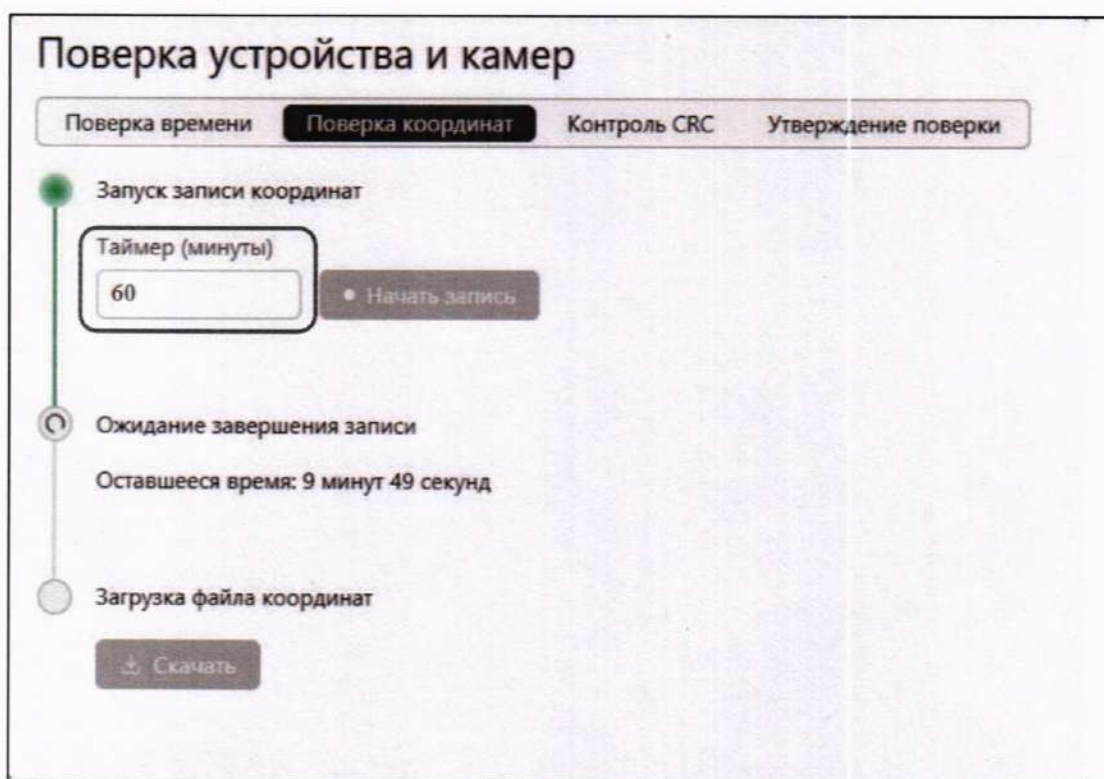 Поверка устройства и камер
Поверка времени Поверка координат Контроль CRC Утверждение поверки
Запуск записи координат
Таймер (минуты)
60
Начать запись
Ожидание завершения записи
Оставшееся время: 9 минут 49 секунд
Загрузка файла координат
Скачать